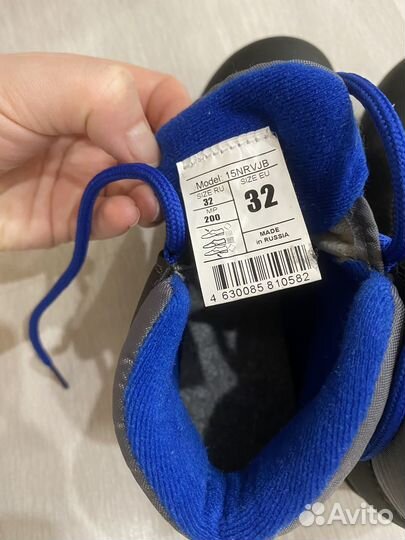 Model: 15NRVJB
SIZE RU
32
MP
200
SIZE EU
32
MADE
in RUSSIA
4 630085 810582
Avito